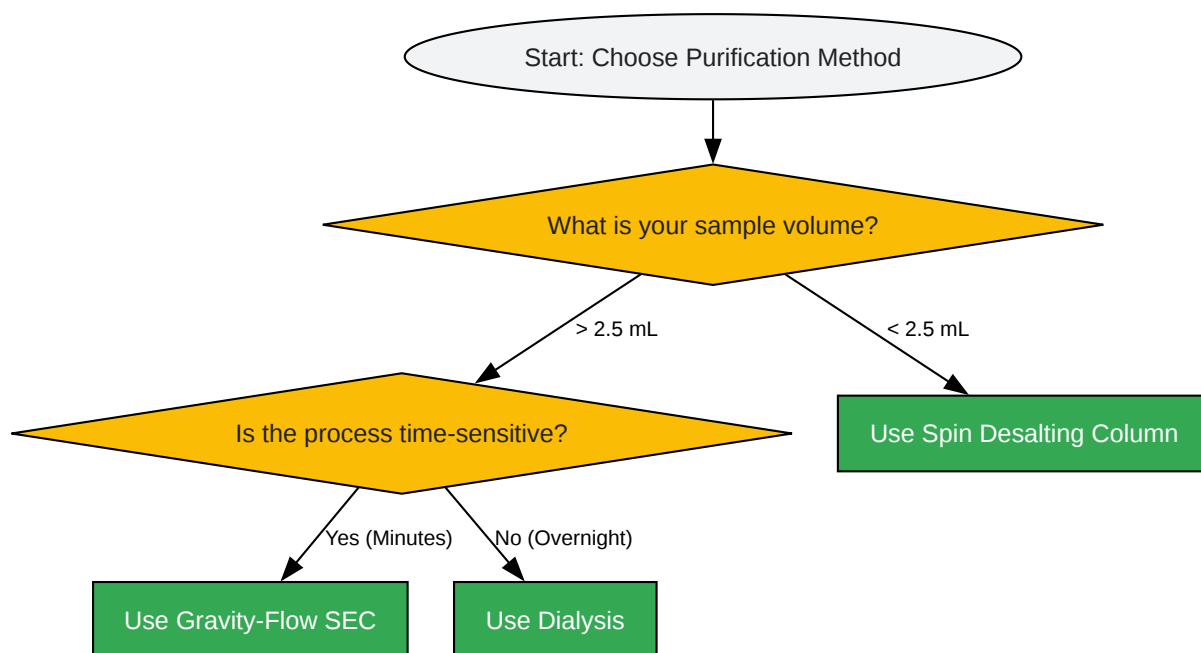 Start: Choose Purification Method
What is your sample volume?
> 2.5 mL
< 2.5 mL
Is the process time-sensitive?
Use Spin Desalting Column
Yes (Minutes)
No (Overnight)
Use Gravity-Flow SEC
Use Dialysis